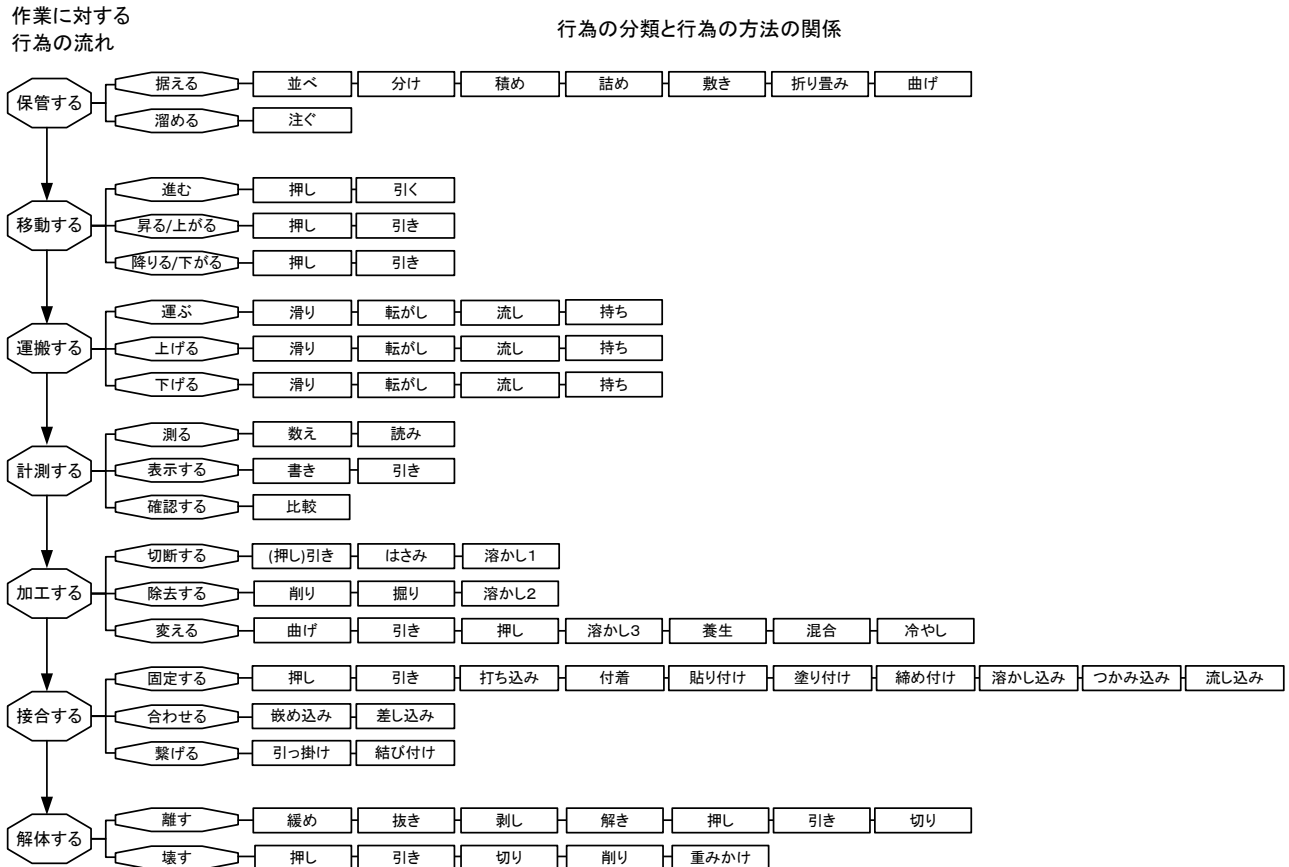 作業に対する
行為の流れ
行為の分類と行為の方法の関係
保管する
据える 並べ 分け 積め 詰め 敷き 折り畳み 曲げ
溜める 注ぐ
移動する
進む 押し 引く
昇る/上がる 押し 引き
降りる/下がる 押し 引き
運搬する
運ぶ 滑り 転がし 流し 持ち
上げる 滑り 転がし 流し 持ち
下げる 滑り 転がし 流し 持ち
計測する
測る 数え 読み
表示する 書き 引き
確認する 比較
加工する
切断する (押し)引き はさみ 溶かし1
除去する 削り 掘り 溶かし2
変える 曲げ 引き 押し 溶かし3 養生 混合 冷やし
接合する
固定する 押し 引き 打ち込み 付着 貼り付け 塗り付け 締め付け 溶かし込み つかみ込み 流し込み
合わせる 嵌め込み 差し込み
繋げる 引っ掛け 結び付け
解体する
離す 緩め 抜き 剥し 解き 押し 引き 切り
壊す 押し 引き 切り 削り 重みかけ